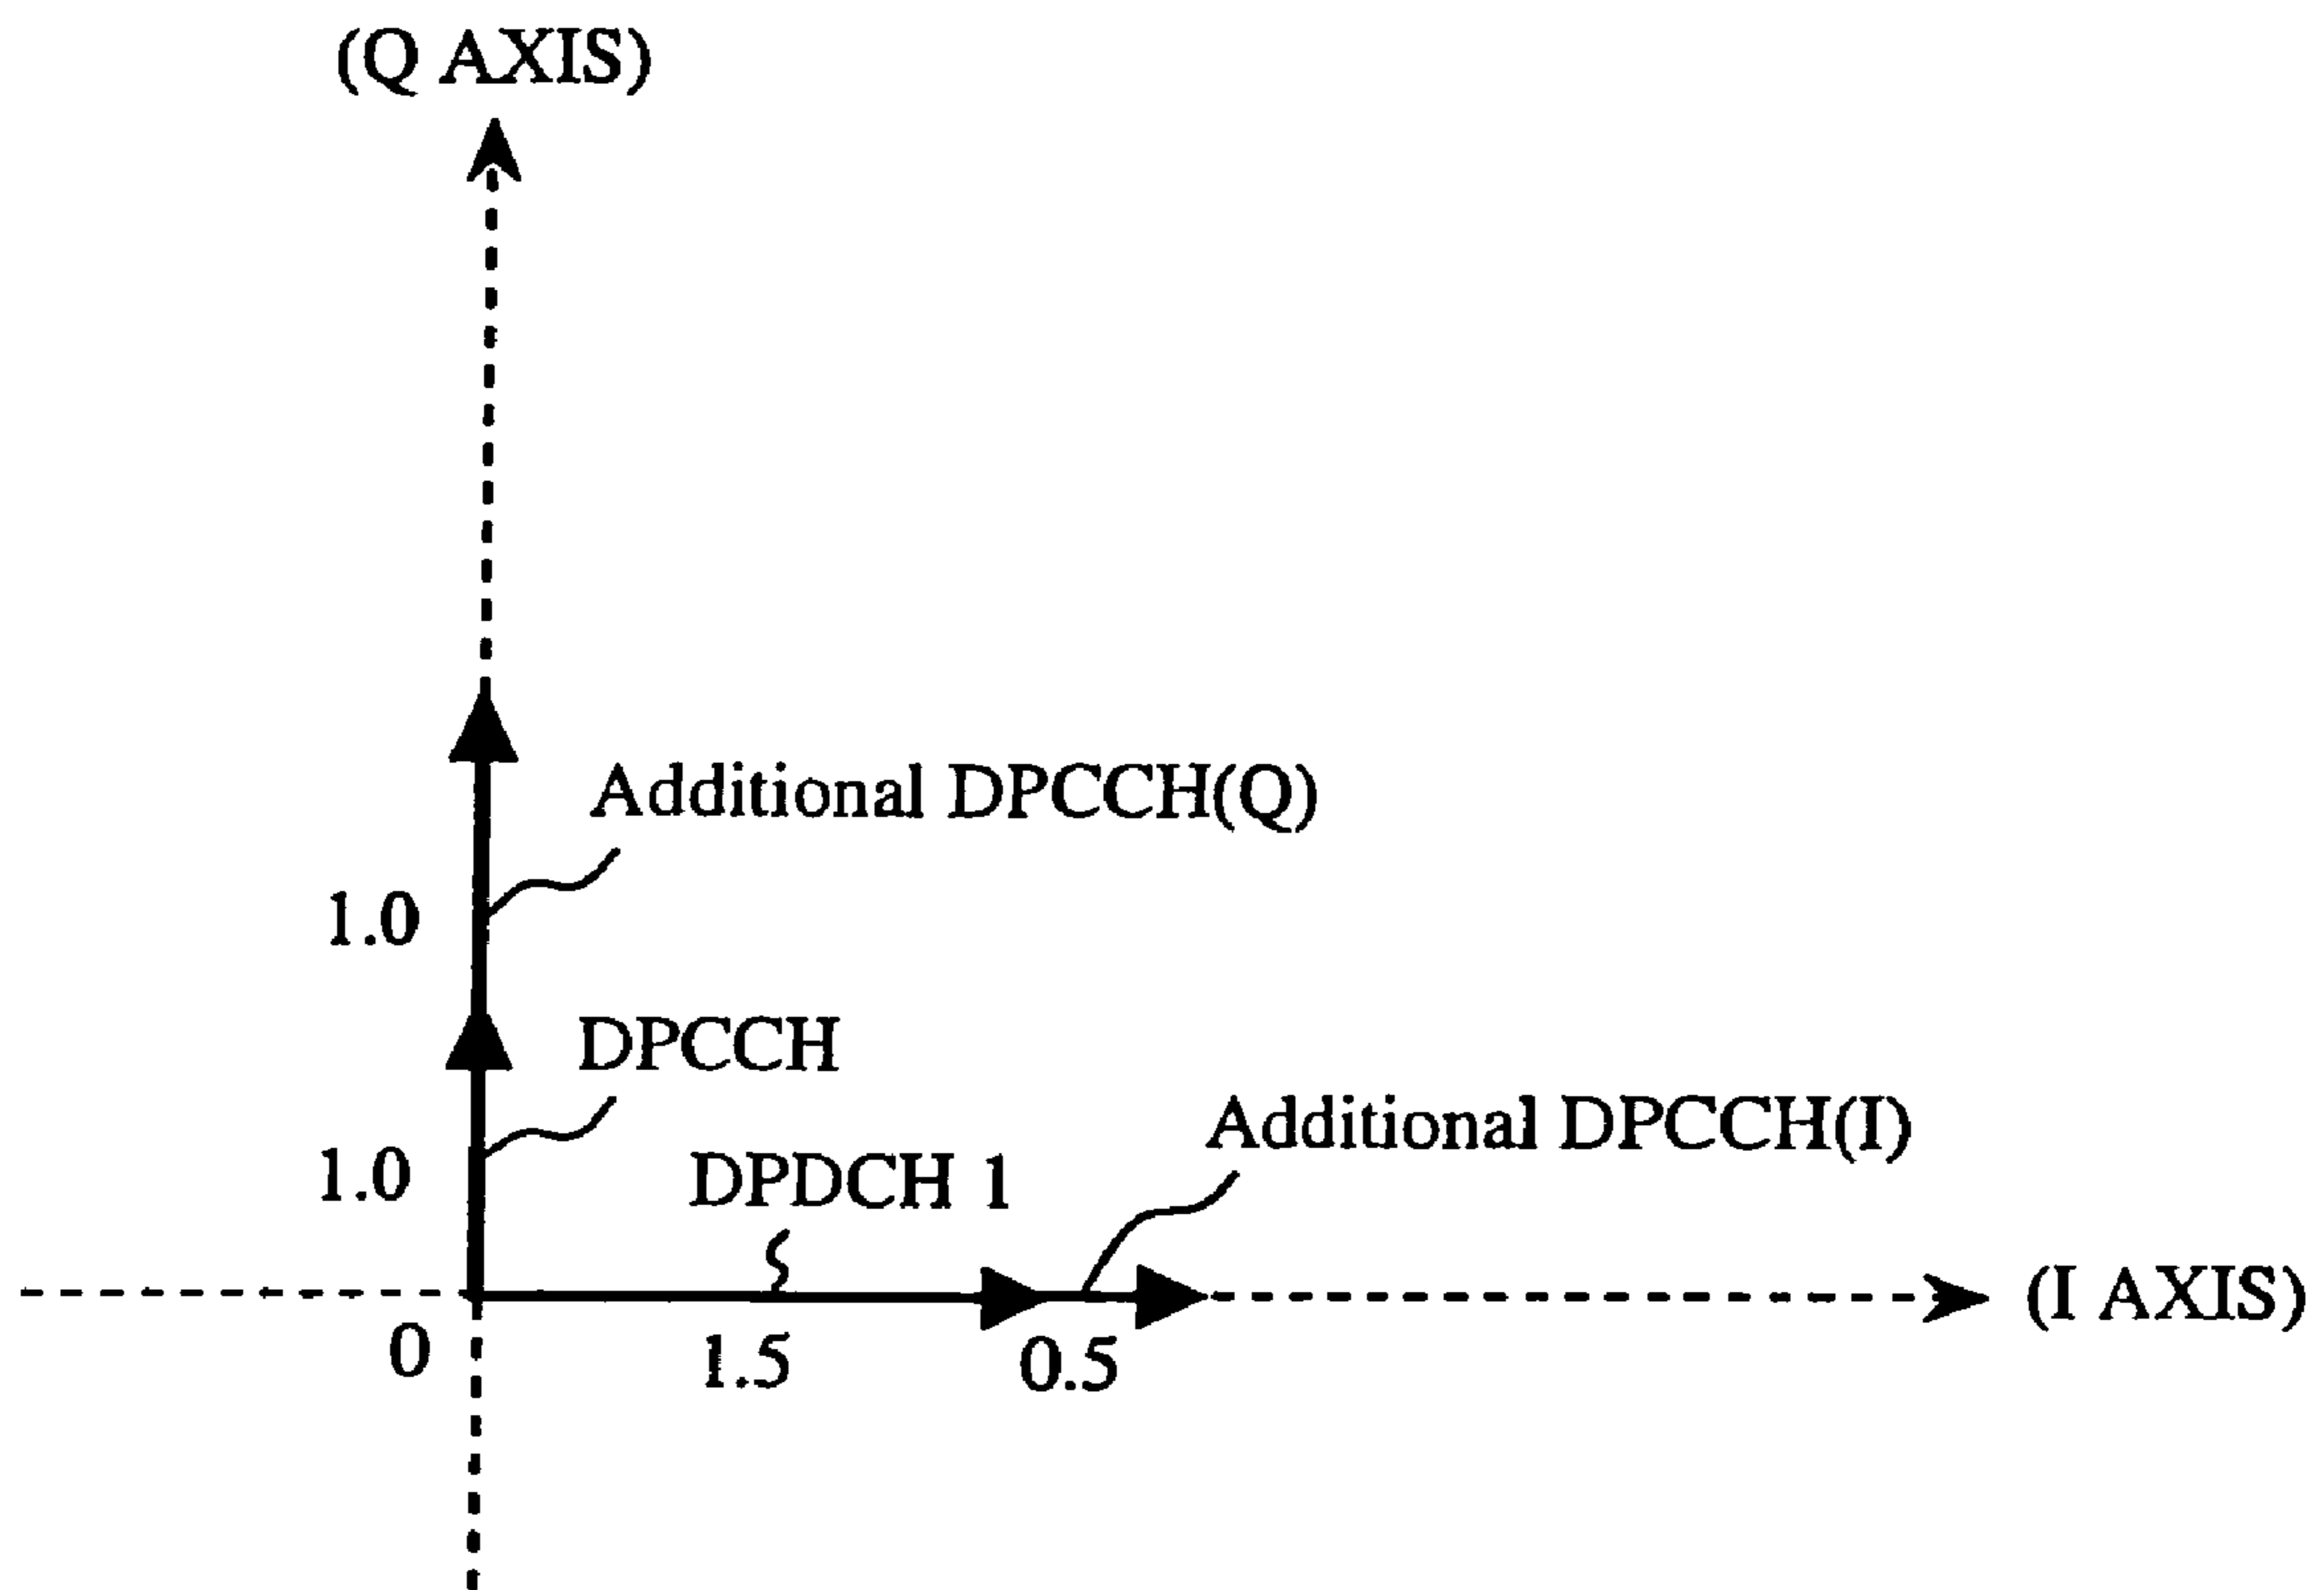 (Q AXIS)
Additional DPCCH(Q)
1.0
DPCCH
Additional DPCCH(I)
1.0
DPDCH 1
(I AXIS)
0
1.5
0.5